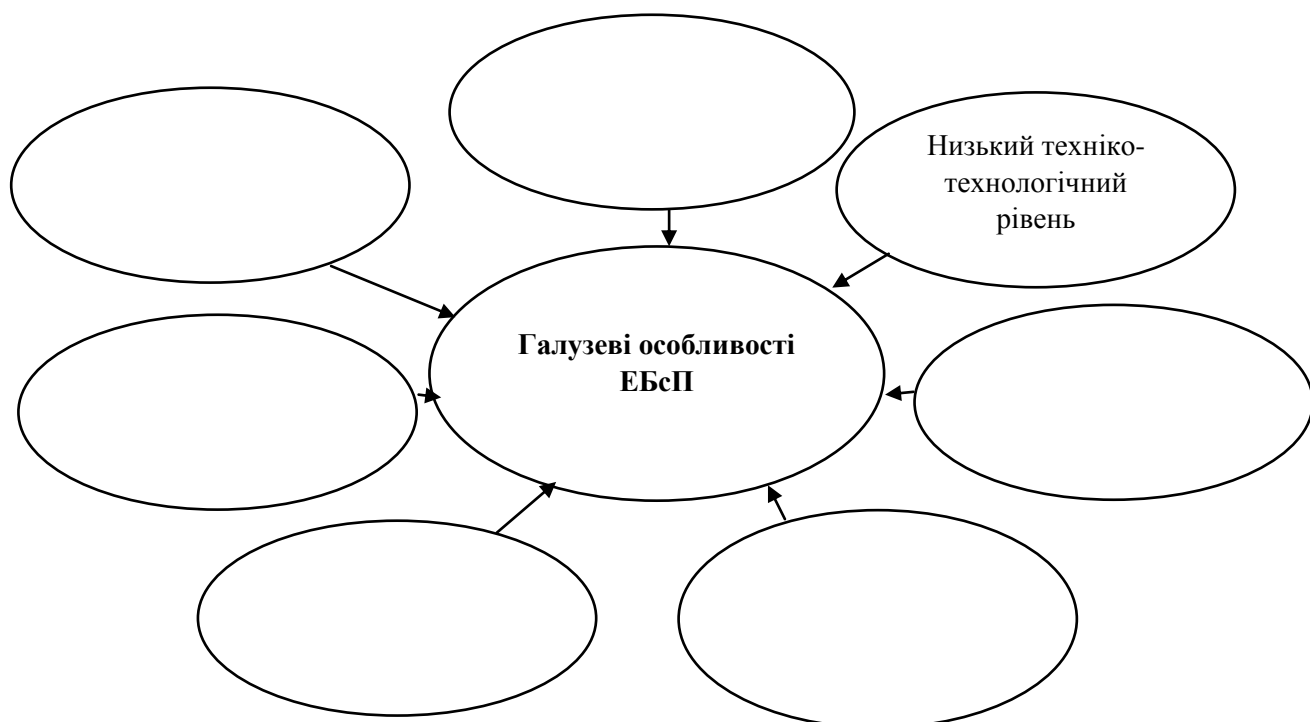 Низький техніко-
технологічний
рівень
Галузеві особливості
ЕБсП